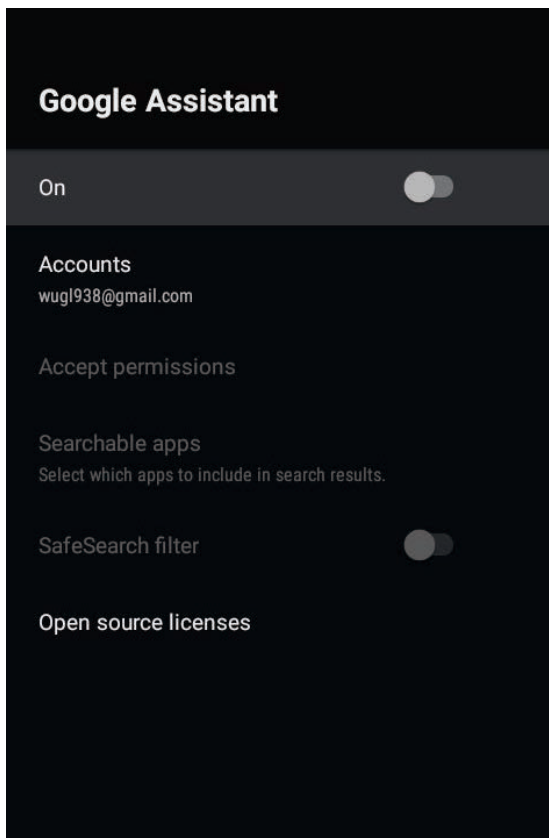 Google Assistant
On
Accounts
wugl938@gmail.com
Accept permissions
Searchable apps
Select which apps to include in search results.
SafeSearch filter
Open source licenses